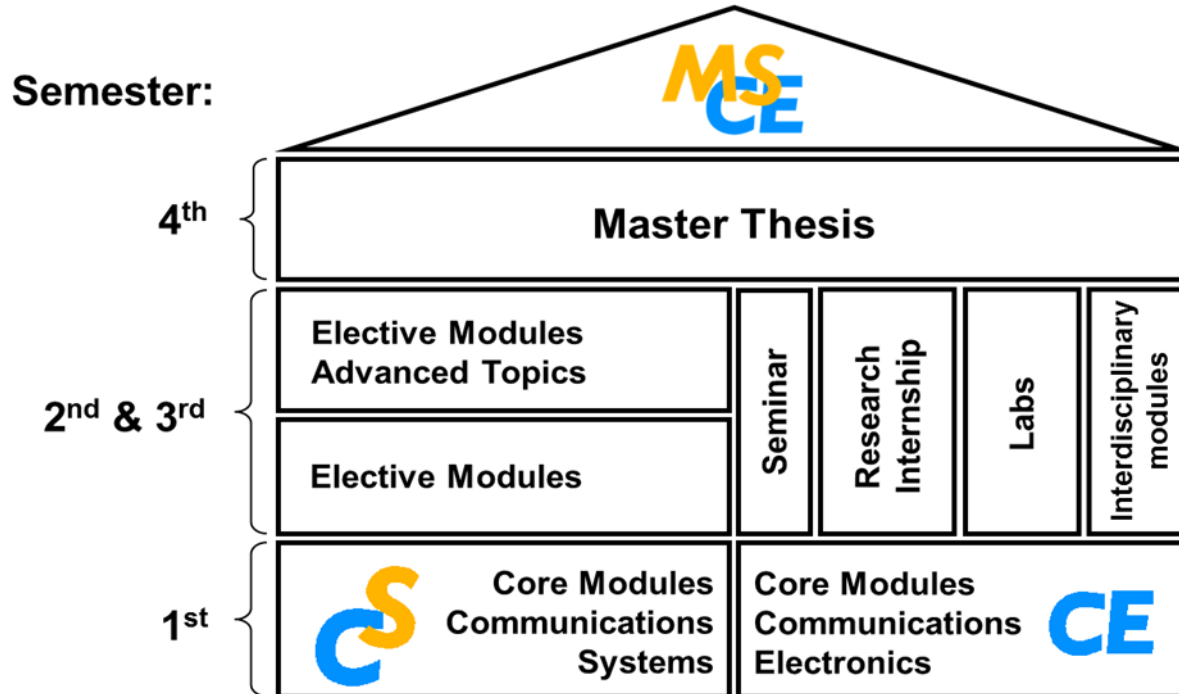 Semester:
MS
CE
4th
Master Thesis
2nd & 3rd
Elective Modules
Advanced Topics
Elective Modules
Seminar
Research
Internship
Labs
Interdisciplinary
modules
1st
CS
Core Modules
Communications
Systems
Core Modules
Communications
Electronics
CE